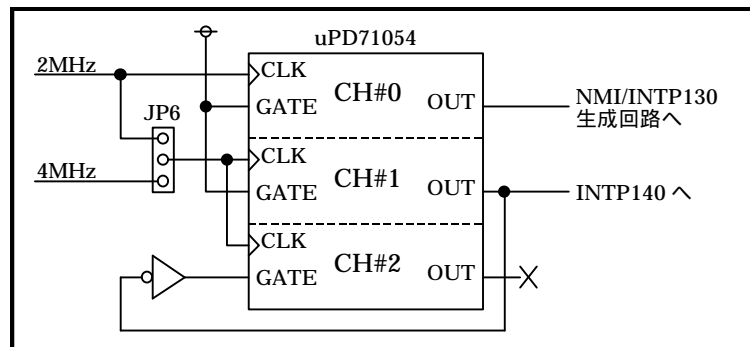 uPD71054
2MHz
CLK
CH#0
GATE
OUT
NMI/INTP130
生成回路へ
JP6
CLK
CH#1
GATE
OUT
INTP140 へ
4MHz
CLK
CH#2
GATE
OUT